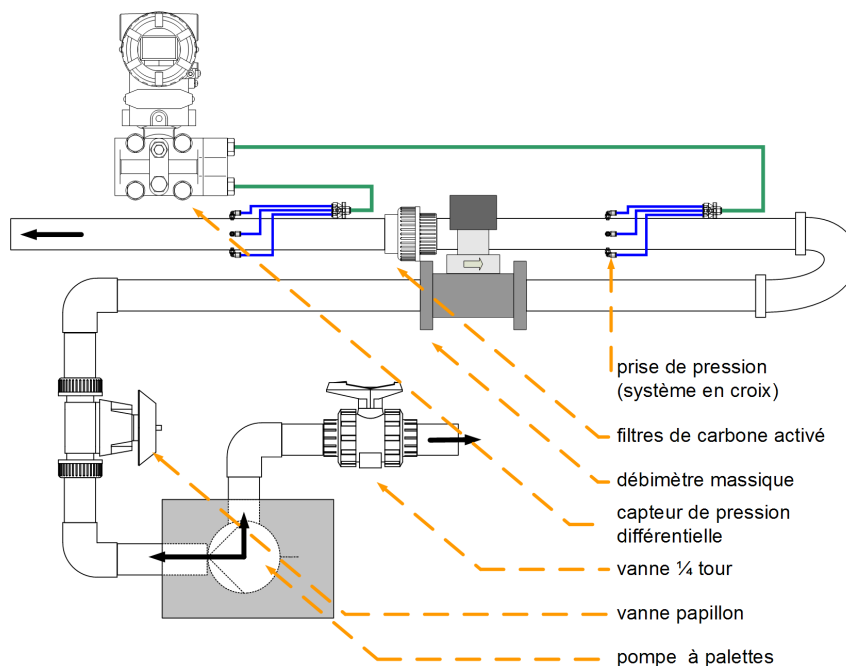 prise de pression
(système en croix)
filtres de carbone activé
débimètre massique
capteur de pression
différentielle
vanne ¼ tour
vanne papillon
pompe à palettes